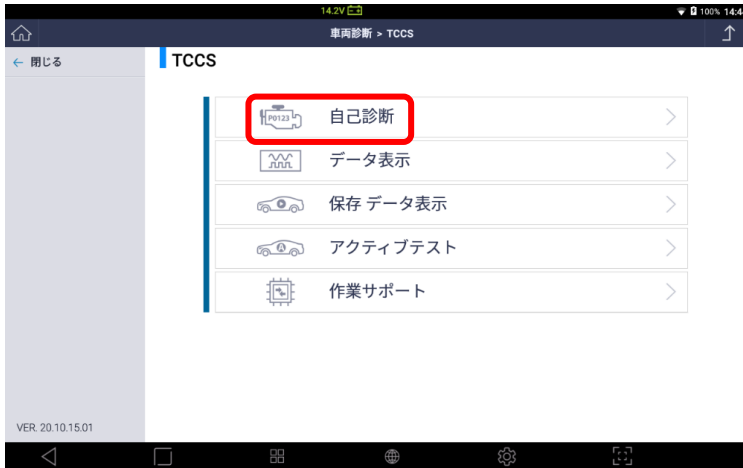 14.2V
100% 14:4
車両診断 > TCCS
← 閉じる
TCCS
P0123 自己診断
データ表示
保存 データ表示
アクティブテスト
作業サポート
VER. 20.10.15.01